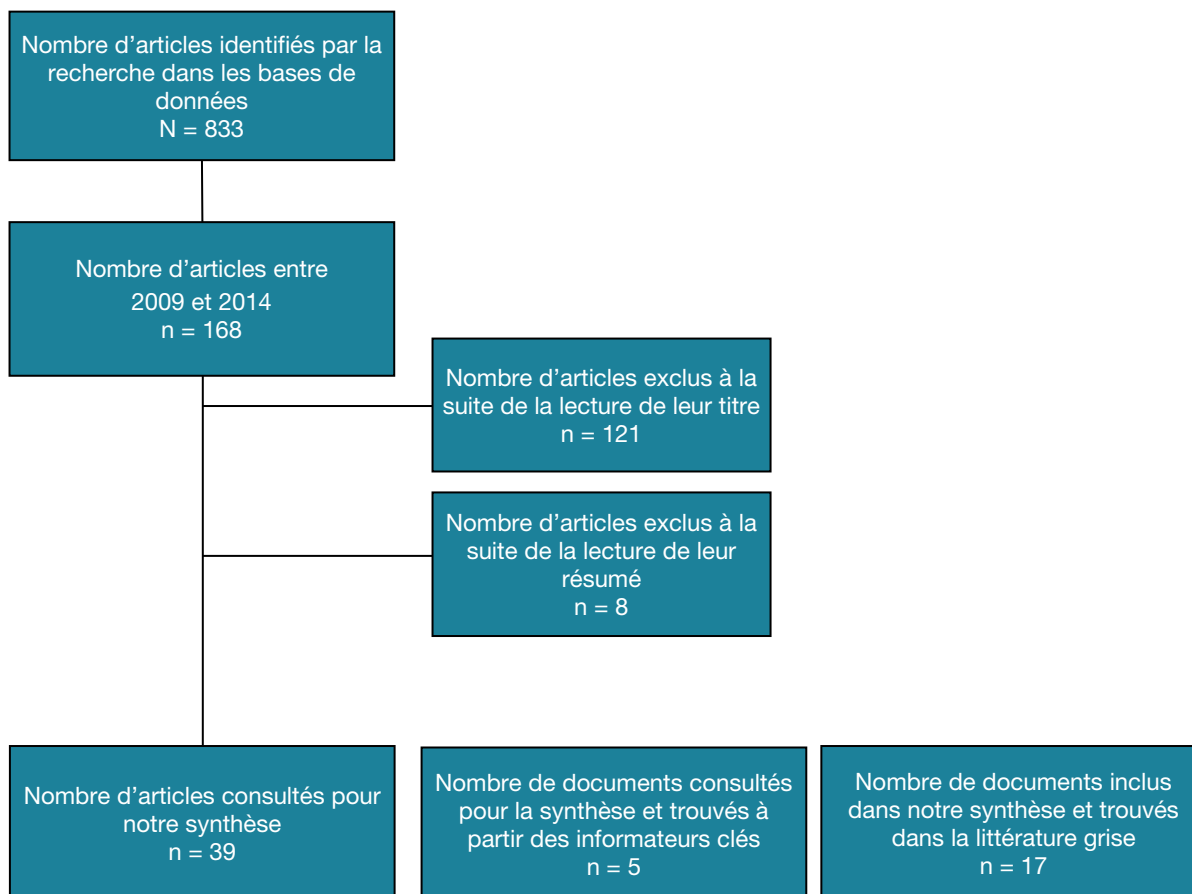 Nombre d’articles identifiés par la
recherche dans les bases de
données
N = 833
Nombre d’articles entre
2009 et 2014
n = 168
Nombre d’articles exclus à la
suite de la lecture de leur titre
n = 121
Nombre d’articles exclus à la
suite de la lecture de leur
résumé
n = 8
Nombre d’articles consultés pour
notre synthèse
n = 39
Nombre de documents consultés
pour la synthèse et trouvés à
partir des informateurs clés
n = 5
Nombre de documents inclus
dans notre synthèse et trouvés
dans la littérature grise
n = 17